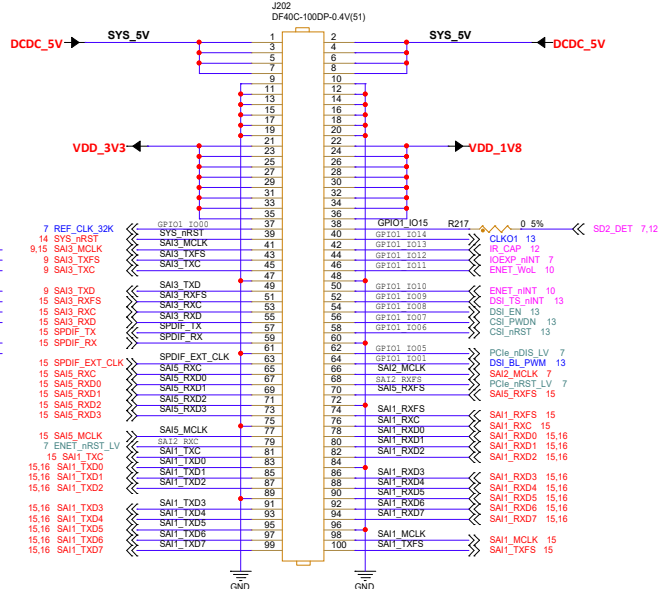 J202
DF40C-100DP-0.4V(51)
DCDC_5V SYS_5V 1 2 SYS_5V DCDC_5V
3 4
5 6
7 8
9 10
11 12
13 14
15 16
17 18
19 20
VDD_3V3 21 22 VDD_1V8
23 24
25 26
27 28
29 30
31 32
33 34
35 36
7 REF_CLK_32K GPIO1_IO00 37 38 GPIO1_IO15 R217 0 5% SD2_DET 7,12
14 SYS_nRST SYS_nRST 39 40 GPIO1_IO14 CLKO1 13
9,15 SAI3_MCLK SAI3_MCLK 41 42 GPIO1_IO13 IR_CAP 12
9 SAI3_TXFS SAI3_TXFS 43 44 GPIO1_IO12 IOEXP_nINT 7
9 SAI3_TXC SAI3_TXC 45 46 GPIO1_IO11 ENET_WoL 10
47 48
9 SAI3_TXD SAI3_TXD 49 50 GPIO1_IO10 ENET_nINT 10
15 SAI3_RXFS SAI3_RXFS 51 52 GPIO1_IO09 DSI_TS_nINT 13
15 SAI3_RXC SAI3_RXC 53 54 GPIO1_IO08 DSI_EN 13
15 SAI3_RXD SAI3_RXD 55 56 GPIO1_IO07 CSI_PWDN 13
15 SPDIF_TX SPDIF_TX 57 58 GPIO1_IO06 CSI_nRST 13
15 SPDIF_RX SPDIF_RX 59 60
61 62 GPIO1_IO05 PCIe_nDIS_LV 7
15 SPDIF_EXT_CLK SPDIF_EXT_CLK 63 64 GPIO1_IO01 DSI_BL_PWM 13
15 SAI5_RXC SAI5_RXC 65 66 SAI2_MCLK SAI2_MCLK 7
15 SAI5_RXD0 SAI5_RXD0 67 68 SAI2_RXFS PCIe_nRST_LV 7
15 SAI5_RXD1 SAI5_RXD1 69 70 SAI5_RXFS SAI5_RXFS 15
15 SAI5_RXD2 SAI5_RXD2 71 72
15 SAI5_RXD3 SAI5_RXD3 73 74 SAI1_RXFS SAI1_RXFS 15
75 76 SAI1_RXC SAI1_RXC 15
15 SAI5_MCLK SAI5_MCLK 77 78 SAI1_RXD0 SAI1_RXD0 15,16
7 ENET_nRST_LV SAI2_RXC 79 80 SAI1_RXD1 SAI1_RXD1 15,16
15 SAI1_TXC SAI1_TXC 81 82 SAI1_RXD2 SAI1_RXD2 15,16
15,16 SAI1_TXD0 SAI1_TXD0 83 84
15,16 SAI1_TXD1 SAI1_TXD1 85 86 SAI1_RXD3 SAI1_RXD3 15,16
15,16 SAI1_TXD2 SAI1_TXD2 87 88 SAI1_RXD4 SAI1_RXD4 15,16
89 90 SAI1_RXD5 SAI1_RXD5 15,16
15,16 SAI1_TXD3 SAI1_TXD3 91 92 SAI1_RXD6 SAI1_RXD6 15,16
15,16 SAI1_TXD4 SAI1_TXD4 93 94 SAI1_RXD7 SAI1_RXD7 15,16
15,16 SAI1_TXD5 SAI1_TXD5 95 96
15,16 SAI1_TXD6 SAI1_TXD6 97 98 SAI1_MCLK SAI1_MCLK 15
15,16 SAI1_TXD7 SAI1_TXD7 99 100 SAI1_TXFS SAI1_TXFS 15
GND GND